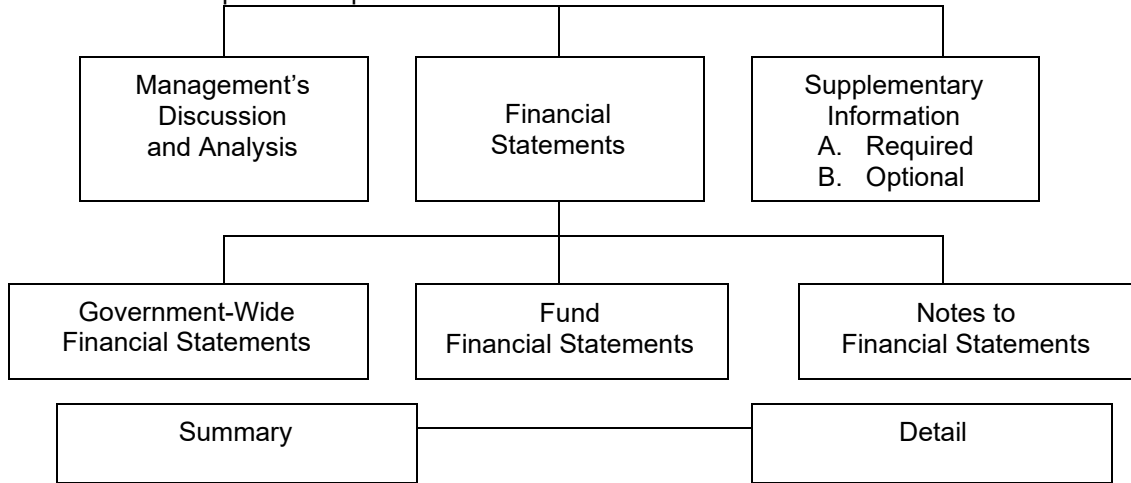 Management's
Discussion
and Analysis
Financial
Statements
Supplementary
Information
A. Required
B. Optional
Government-Wide
Financial Statements
Fund
Financial Statements
Notes to
Financial Statements
Summary
Detail